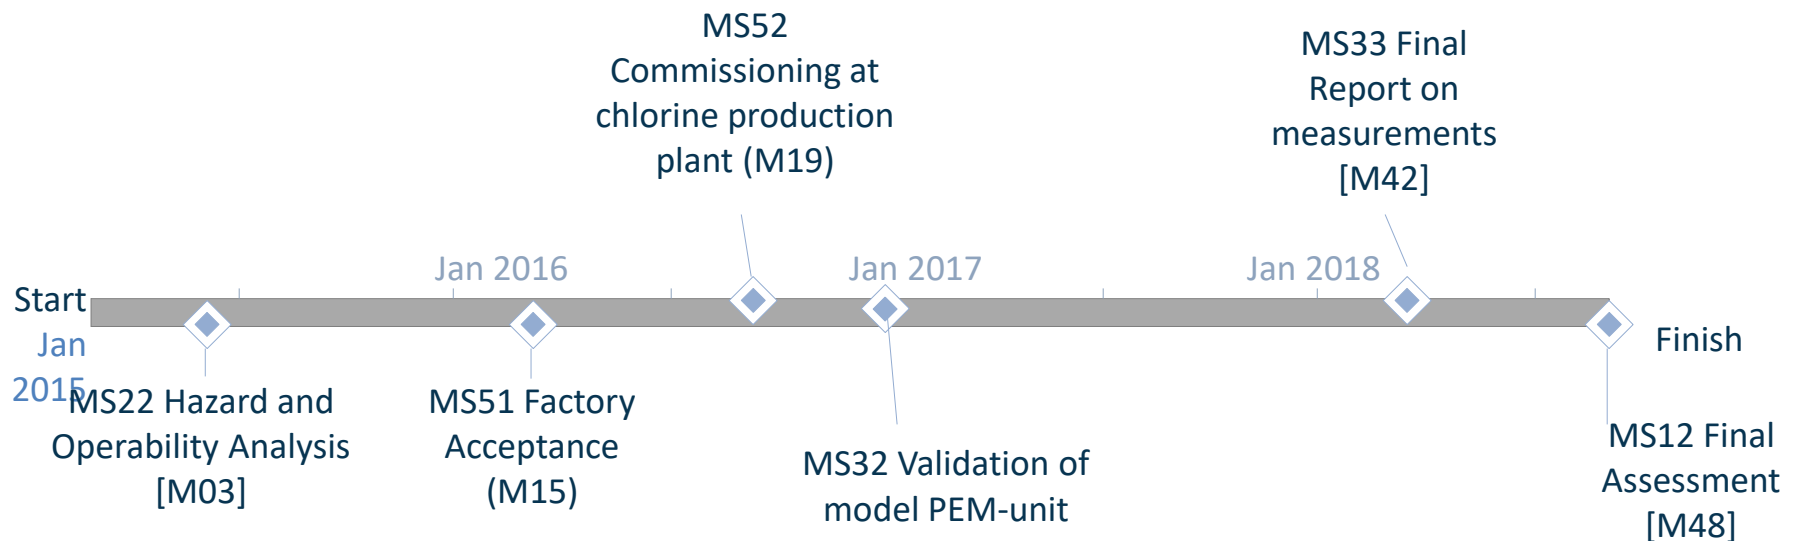 MS52
Commissioning at
chlorine production
plant (M19)
MS33 Final
Report on
measurements
[M42]
Jan 2016
Jan 2017
Jan 2018
Start
Jan
2015
Finish
MS22 Hazard and
Operability Analysis
[M03]
MS51 Factory
Acceptance
(M15)
MS32 Validation of
model PEM-unit
MS12 Final
Assessment
[M48]